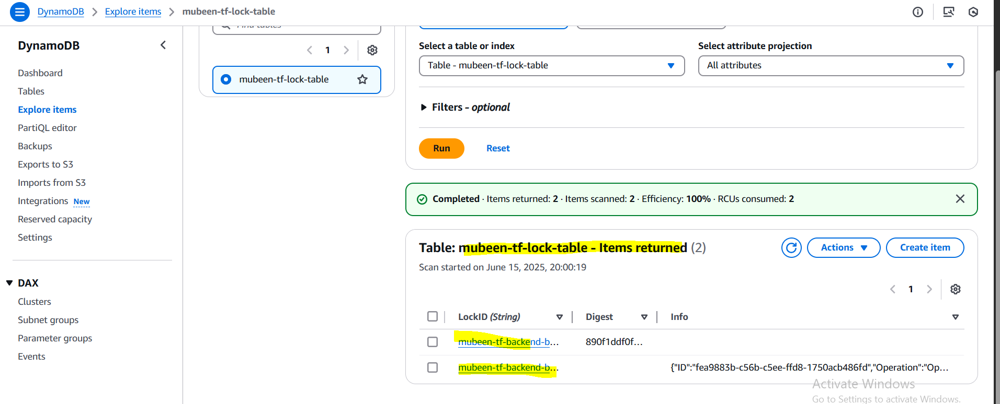 DynamoDB > Explore items > mubeen-tf-lock-table
DynamoDB
Dashboard
Tables
Explore items
PartiQL editor
Backups
Exports to S3
Imports from S3
Integrations New
Reserved capacity
Settings
DAX
Clusters
Subnet groups
Parameter groups
Events
Find tables
1
mubeen-tf-lock-table
Select a table or index
Select attribute projection
Table - mubeen-tf-lock-table
All attributes
Filters - optional
Run Reset
Completed · Items returned: 2 · Items scanned: 2 · Efficiency: 100% · RCUs consumed: 2
Table: mubeen-tf-lock-table - Items returned (2)
Actions
Create item
Scan started on June 15, 2025, 20:00:19
1
LockID (String) Digest Info
mubeen-tf-backend-b... 890f1ddf0f...
mubeen-tf-backend-b... {"ID":"fea9883b-c56b-c5ee-ffd8-1750acb486fd","Operation":"Op...
Activate Windows
Go to Settings to activate Windows.